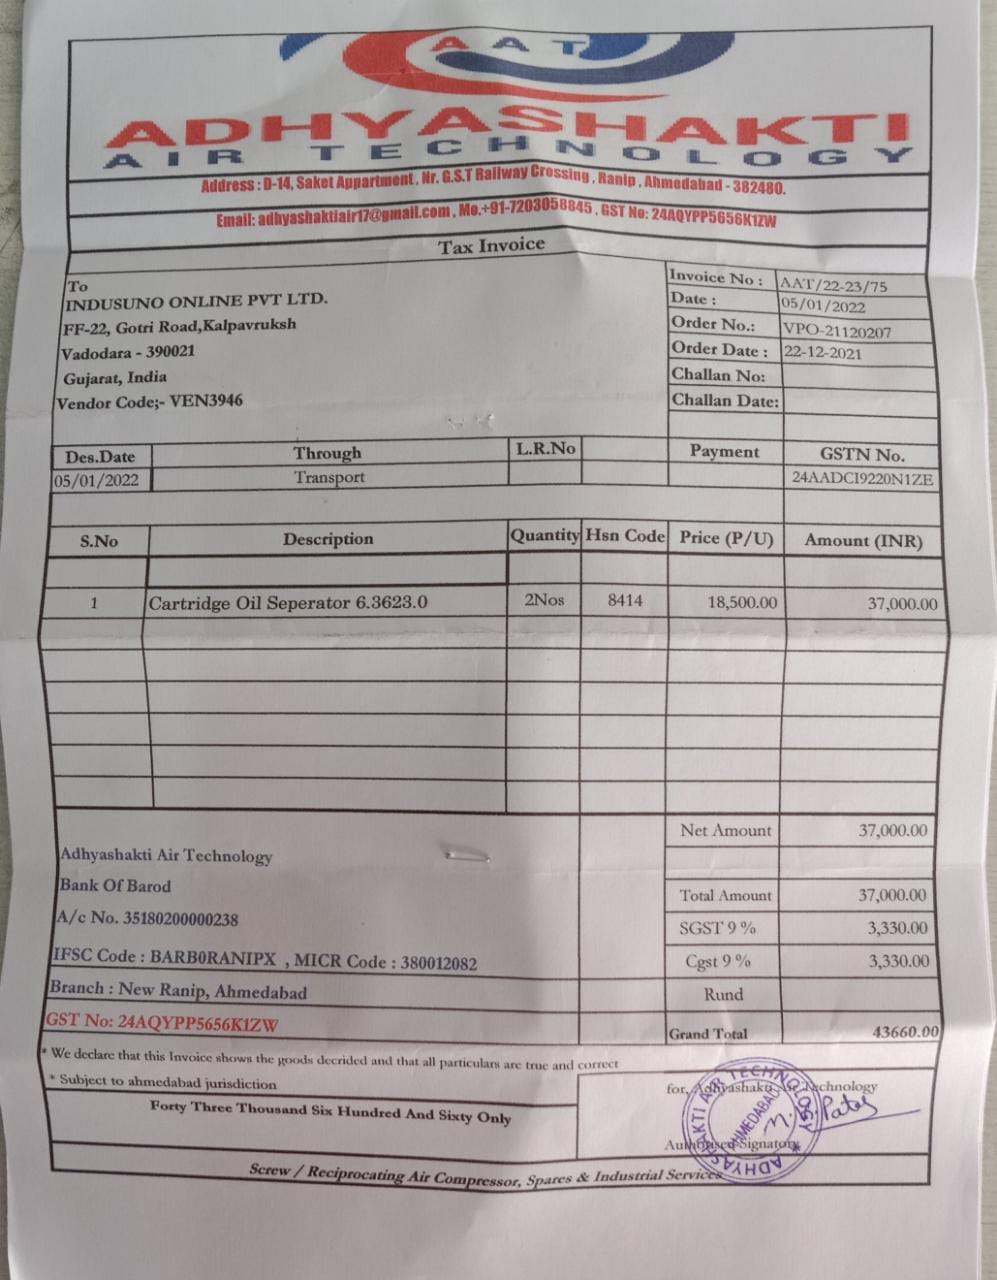 A A T
ADHYASHAKTI
AIR TECHNOLOGY
Address : D-14, Saket Appartment , Nr. G.S.T Railway Crossing , Ranip , Ahmedabad - 382480.
Email: adhyashaktiair17@gmail.com , Mo.+91-7203058845 , GST No: 24AQYPP5656K1ZW
Tax Invoice
To
INDUSUNO ONLINE PVT LTD.
FF-22, Gotri Road,Kalpavruksh
Vadodara - 390021
Gujarat, India
Vendor Code;- VEN3946
Invoice No : AAT/22-23/75
Date : 05/01/2022
Order No.: VPO-21120207
Order Date : 22-12-2021
Challan No:
Challan Date:
Des.Date Through L.R.No Payment GSTN No.
05/01/2022 Transport 24AADCI9220N1ZE
S.No Description Quantity Hsn Code Price (P/U) Amount (INR)
1 Cartridge Oil Seperator 6.3623.0 2Nos 8414 18,500.00 37,000.00
Net Amount 37,000.00
Adhyashakti Air Technology
Bank Of Barod
Total Amount 37,000.00
A/c No. 35180200000238
SGST 9 % 3,330.00
IFSC Code : BARB0RANIPX , MICR Code : 380012082
Cgst 9 % 3,330.00
Branch : New Ranip, Ahmedabad
Rund
GST No: 24AQYPP5656K1ZW
Grand Total 43660.00
* We declare that this Invoice shows the goods decrided and that all particulars are true and correct
* Subject to ahmedabad jurisdiction
for, Adhyashakti Air Technology
Forty Three Thousand Six Hundred And Sixty Only
ADHYASHAKTI AIR TECHNOLOGY *
AHMEDABAD
Authorised Signatory
Screw / Reciprocating Air Compressor, Spares & Industrial Services